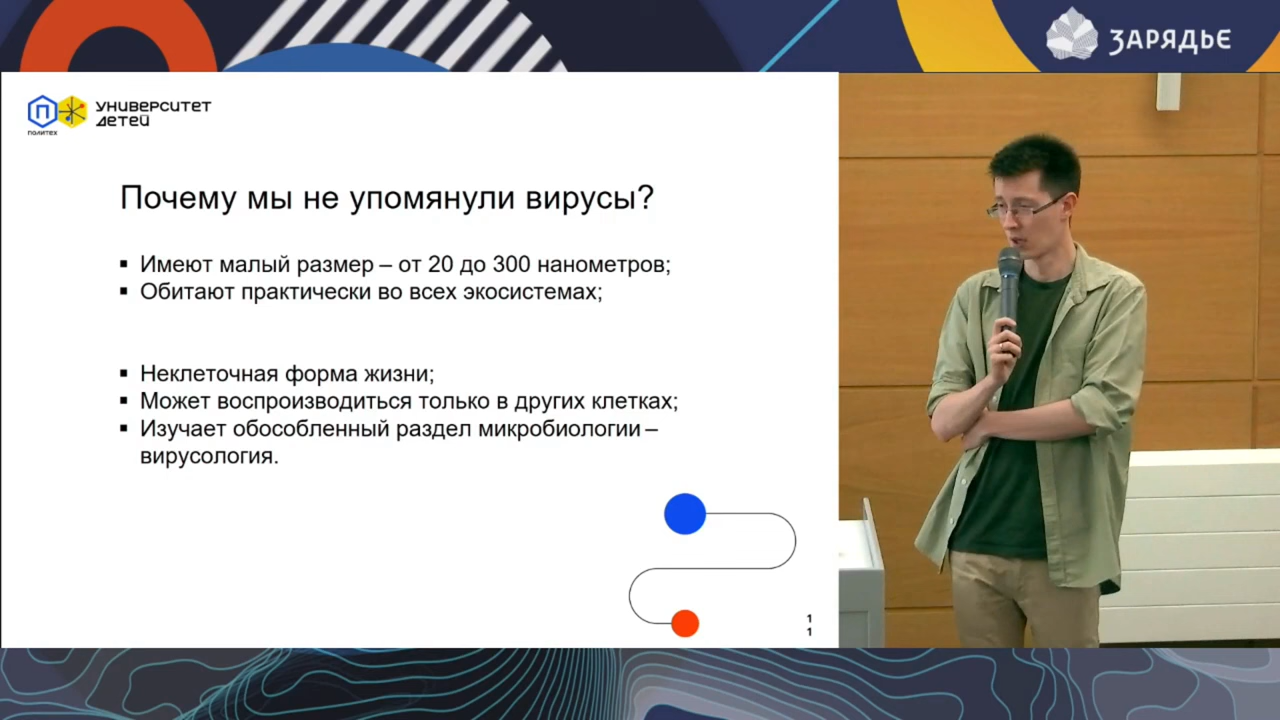 ЗАРЯДЬЕ
УНИВЕРСИТЕТ
ДЕТЕЙ
ПОЛИТЕХ
Почему мы не упомянули вирусы?
▪ Имеют малый размер – от 20 до 300 нанометров;
▪ Обитают практически во всех экосистемах;
▪ Неклеточная форма жизни;
▪ Может воспроизводиться только в других клетках;
▪ Изучает обособленный раздел микробиологии –
вирусология.
1
1